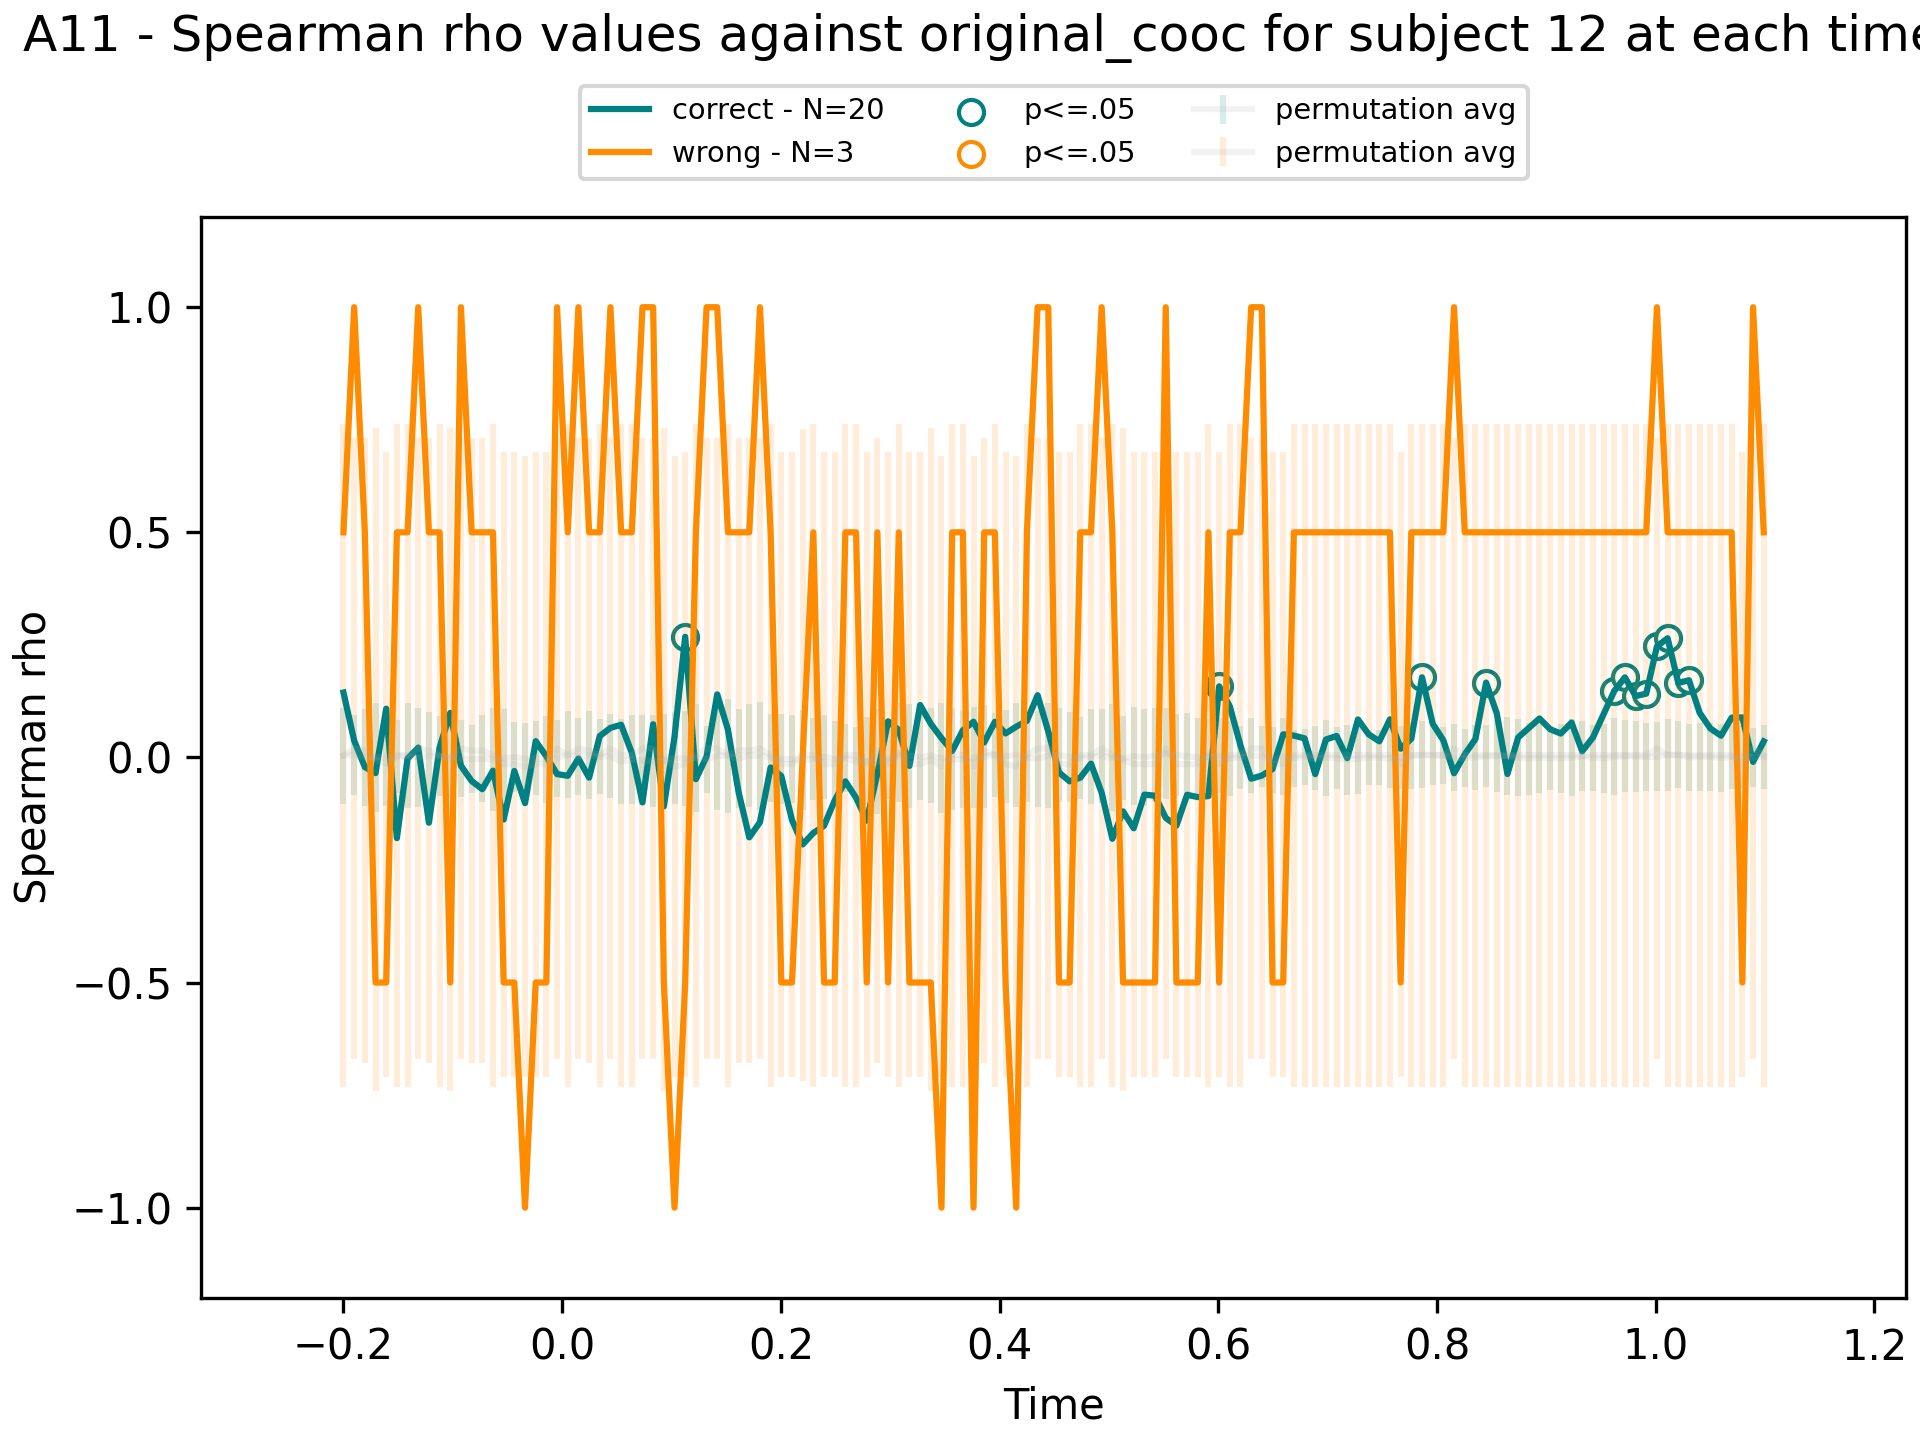 A11 - Spearman rho values against original_cooc for subject 12 at each time
correct - N=20 p<=.05 permutation avg
wrong - N=3 p<=.05 permutation avg
1.0
0.5
0.0
−0.5
−1.0
Spearman rho
−0.2 0.0 0.2 0.4 0.6 0.8 1.0 1.2
Time